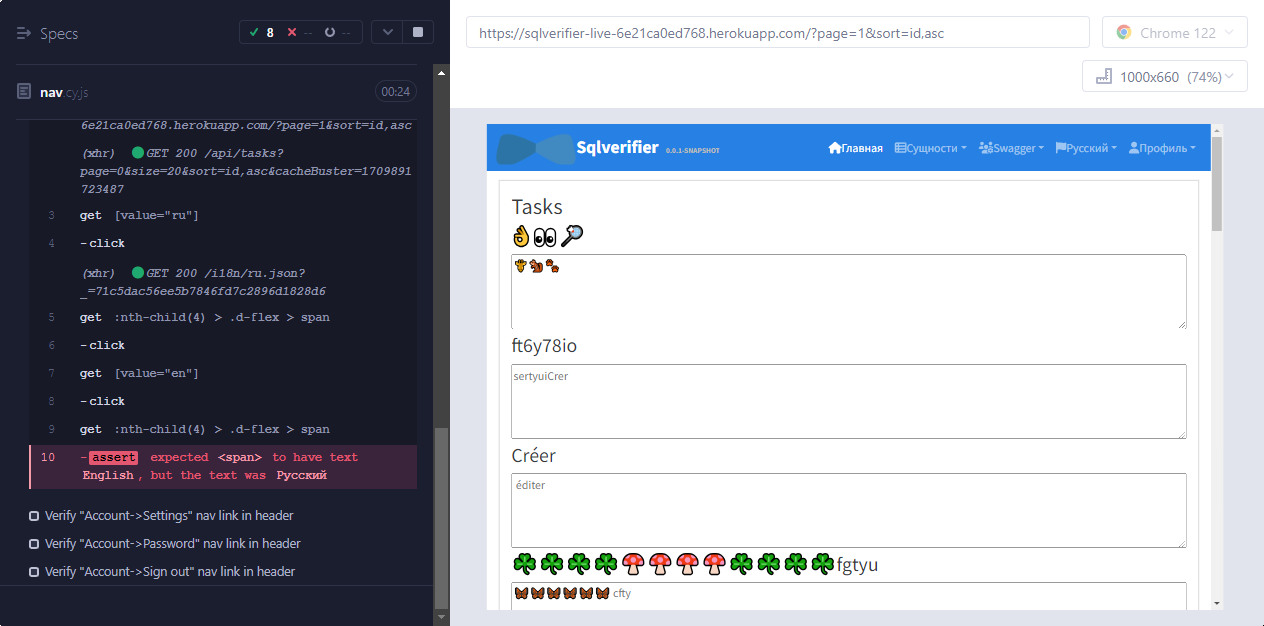 Specs
8 -- --
nav.cy.js
00:24
6e21ca0ed768.herokuapp.com/?page=1&sort=id,asc
(xhr) GET 200 /api/tasks?
page=0&size=20&sort=id,asc&cacheBuster=1709891
723487
3 get [value="ru"]
4 -click
(xhr) GET 200 /i18n/ru.json?
_=71c5dac56ee5b7846fd7c2896d1828d6
5 get :nth-child(4) > .d-flex > span
6 -click
7 get [value="en"]
8 -click
9 get :nth-child(4) > .d-flex > span
10 -assert expected <span> to have text
English, but the text was Русский
Verify "Account->Settings" nav link in header
Verify "Account->Password" nav link in header
Verify "Account->Sign out" nav link in header
https://sqlverifier-live-6e21ca0ed768.herokuapp.com/?page=1&sort=id,asc
Chrome 122
1000x660 (74%)
Sqlverifier 0.0.1-SNAPSHOT
Главная Сущности Swagger Русский Профиль
Tasks
👌👀🔎
🦒🐿🐾
ft6y78io
sertyuiCrer
Créer
éditer
☘☘☘☘🍄🍄🍄🍄☘☘☘☘fgtyu
🦋🦋🦋🦋🦋🦋 cfty